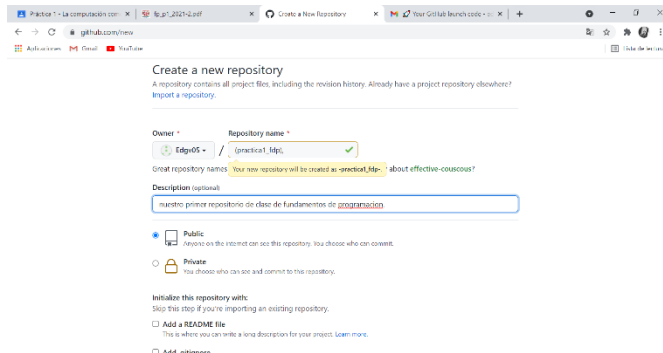 Práctica 1 - La computación con
fp_p1_2021-2.pdf
Create a New Repository
Your GitHub launch code - e
github.com/new
Aplicaciones
Gmail
YouTube
Lista de lectura
Create a new repository
A repository contains all project files, including the revision history. Already have a project repository elsewhere?
Import a repository.
Owner *
Repository name *
/
(practica1_fdp),
Great repository names
Your new repository will be created as -practica1_fdp-.
about effective-couscous?
Description (optional)
nuestro primer repositorio de clase de fundamentos de programacion
Public
Anyone on the internet can see this repository. You choose who can commit.
Private
You choose who can see and commit to this repository.
Initialize this repository with:
Skip this step if you're importing an existing repository.
Add a README file
This is where you can write a long description for your project. Learn more.
Add .gitignore